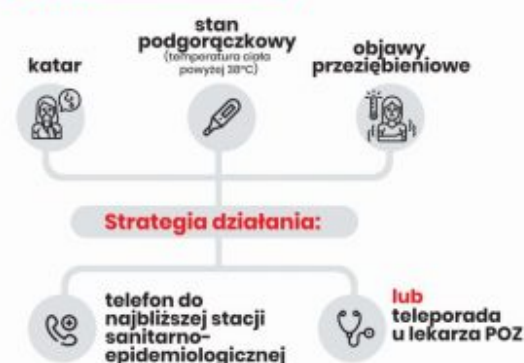 katar
stan
podgorączkowy
(temperatura ciała
powyżej 38°C)
objawy
przeziębieniowe
Strategia działania:
telefon do
najbliższej stacji
sanitarno-
epidemiologicznej
lub
teleporada
u lekarza POZ